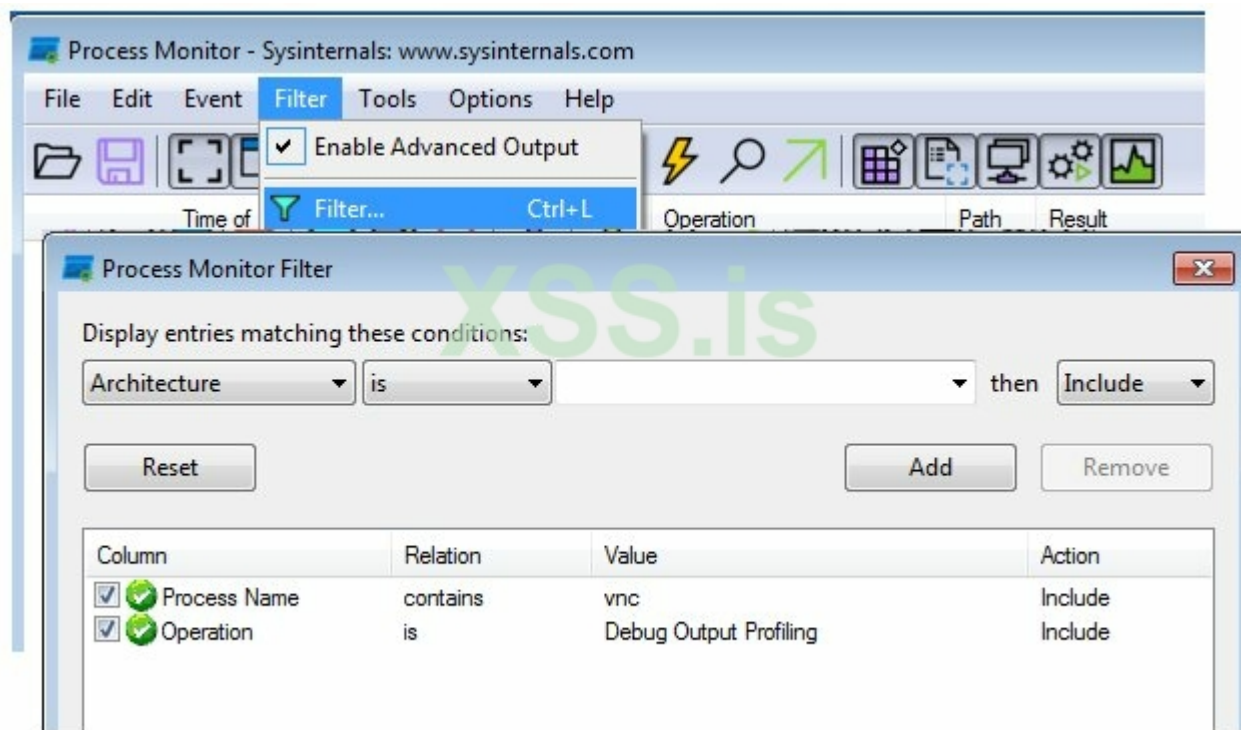 Process Monitor - Sysinternals: www.sysinternals.com
File Edit Event Filter Tools Options Help
Enable Advanced Output
Filter... Ctrl+L
Time of Operation Path Result
Process Monitor Filter
XSS.is
Display entries matching these conditions:
Architecture is then Include
Reset Add Remove
Column Relation Value Action
Process Name contains vnc Include
Operation is Debug Output Profiling Include